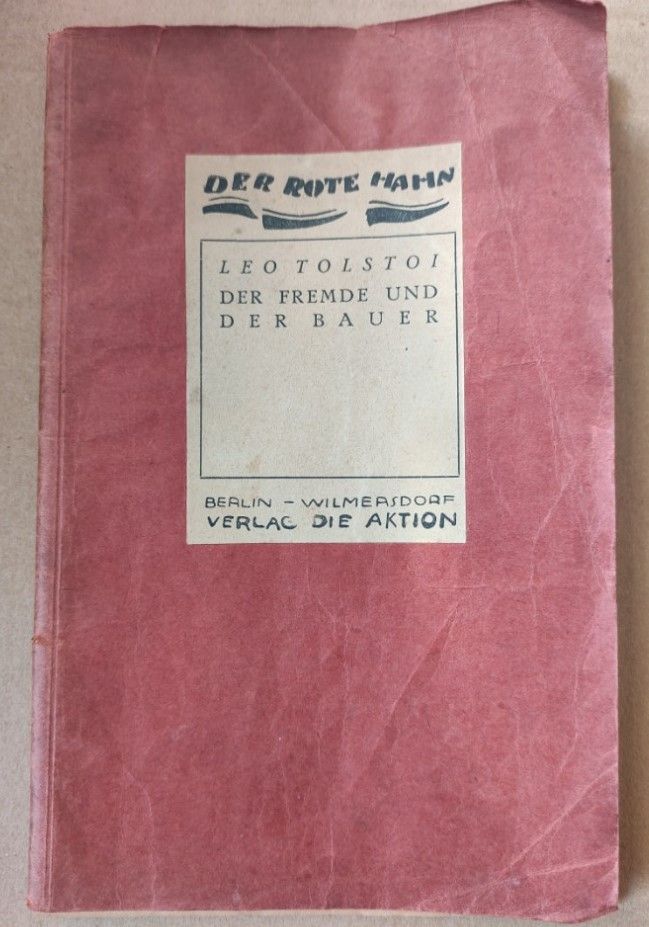 DER ROTE HAHN
LEO TOLSTOI
DER FREMDE UND
DER BAUER
BERLIN – WILMERSDORF
VERLAG DIE AKTION